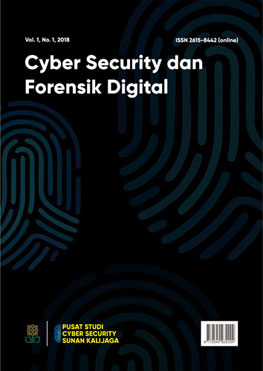 Vol. 1, No. 1, 2018
ISSN 2615-8442 (online)
Cyber Security dan
Forensik Digital
PUSAT STUDI
CYBER SECURITY
SUNAN KALIJAGA